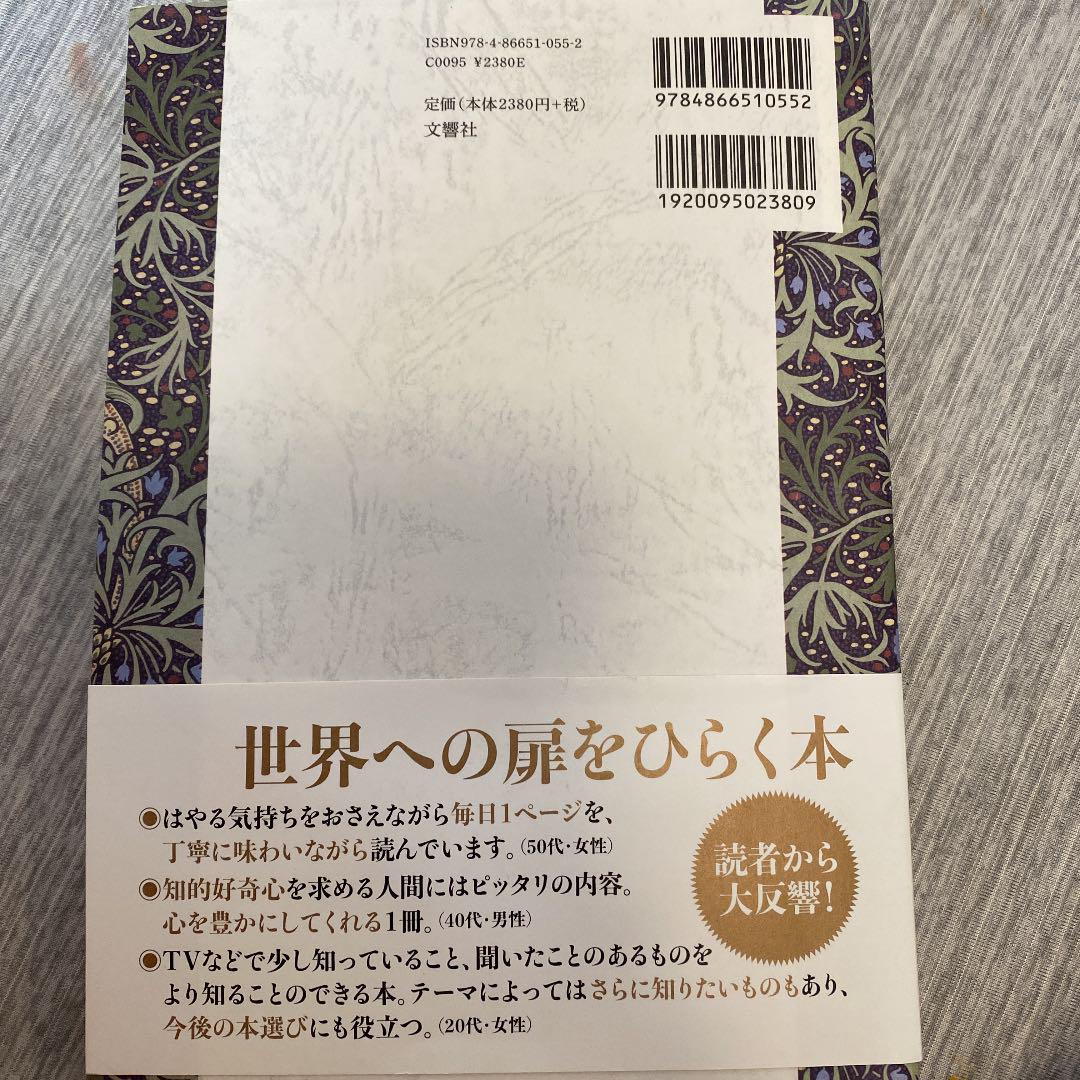 ISBN978-4-86651-055-2
C0095 ¥2380E
定価(本体2380円+税)
文響社
9784866510552
1920095023809
世界への扉をひらく本
◉はやる気持ちをおさえながら毎日1ページを、
丁寧に味わいながら読んでいます。(50代・女性)
◉知的好奇心を求める人間にはピッタリの内容。
心を豊かにしてくれる1冊。(40代・男性)
◉TVなどで少し知っていること、聞いたことのあるものを
より知ることのできる本。テーマによってはさらに知りたいものもあり、
今後の本選びにも役立つ。(20代・女性)
読者から
大反響!